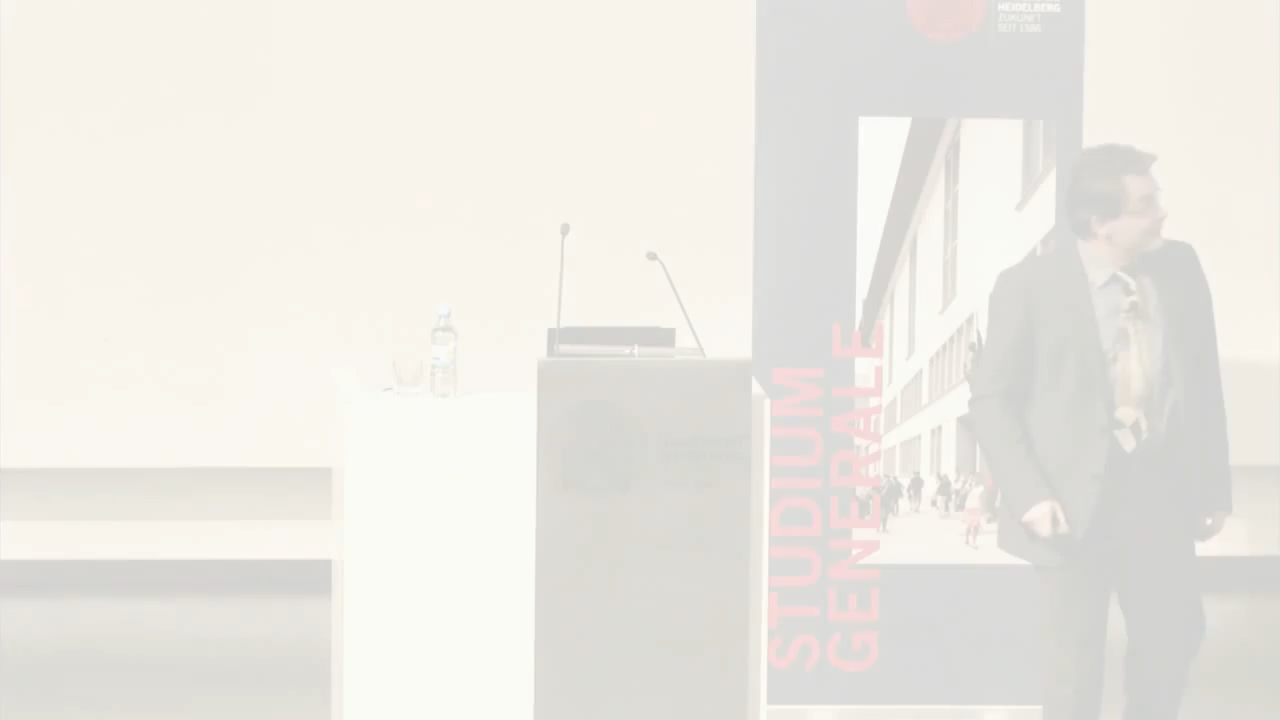 HEIDELBERG
ZUKUNFT
SEIT 1386
STUDIUM
GENERALE